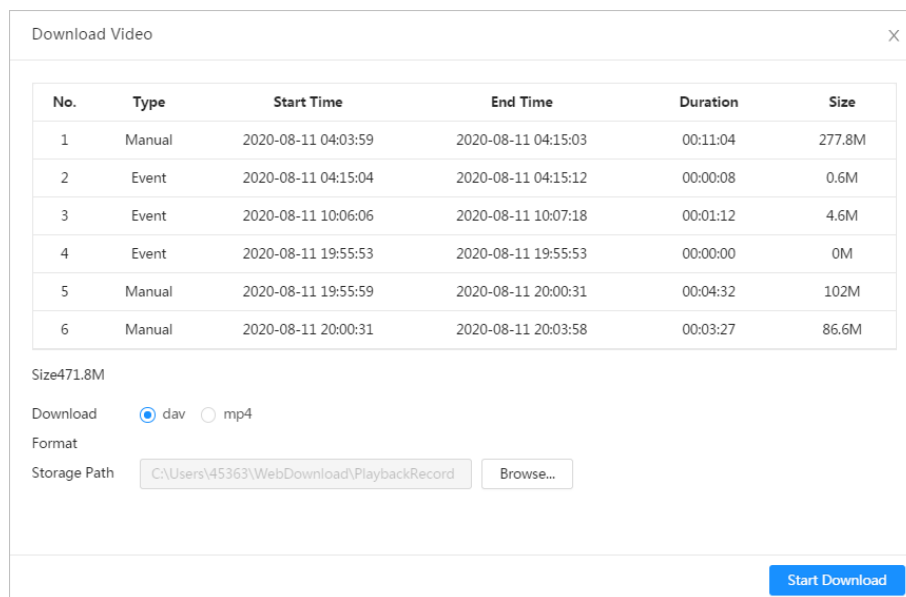 Download Video
No. Type Start Time End Time Duration Size
1 Manual 2020-08-11 04:03:59 2020-08-11 04:15:03 00:11:04 277.8M
2 Event 2020-08-11 04:15:04 2020-08-11 04:15:12 00:00:08 0.6M
3 Event 2020-08-11 10:06:06 2020-08-11 10:07:18 00:01:12 4.6M
4 Event 2020-08-11 19:55:53 2020-08-11 19:55:53 00:00:00 0M
5 Manual 2020-08-11 19:55:59 2020-08-11 20:00:31 00:04:32 102M
6 Manual 2020-08-11 20:00:31 2020-08-11 20:03:58 00:03:27 86.6M
Size471.8M
Download dav mp4
Format
Storage Path C:\Users\45363\WebDownload\PlaybackRecord Browse...
Start Download